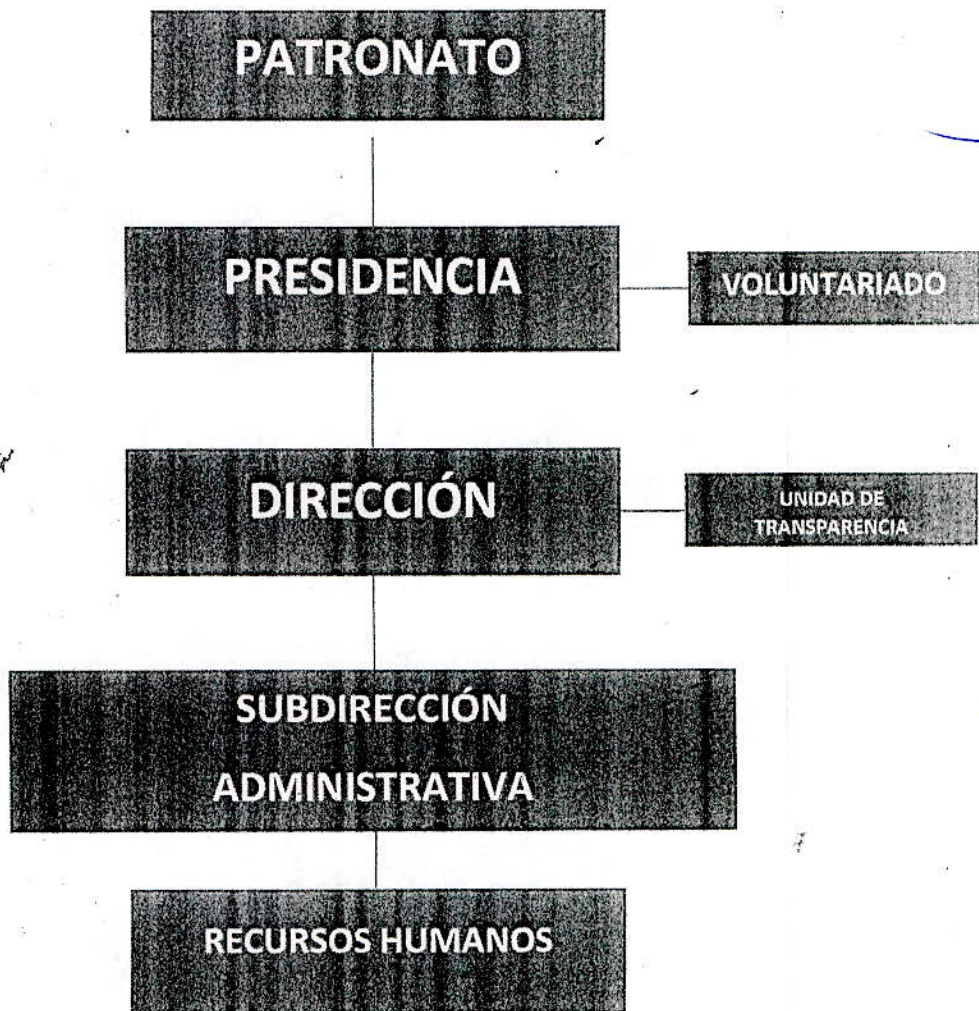 PATRONATO
PRESIDENCIA
VOLUNTARIADO
DIRECCIÓN
UNIDAD DE
TRANSPARENCIA
SUBDIRECCIÓN
ADMINISTRATIVA
RECURSOS HUMANOS